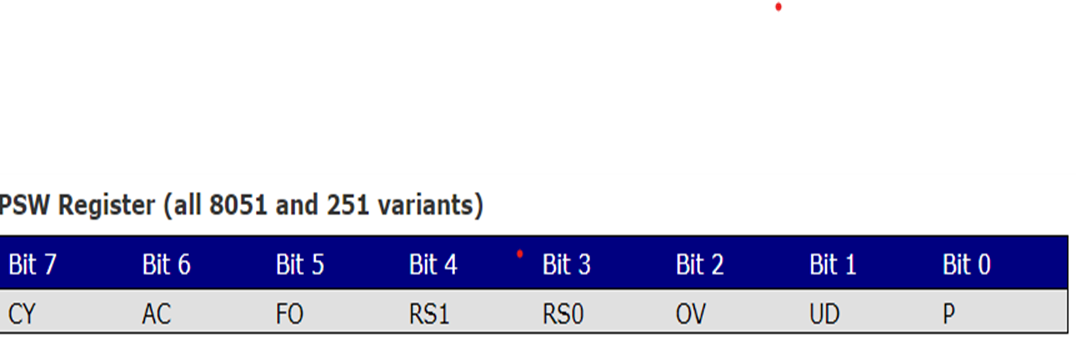 PSW Register (all 8051 and 251 variants)
Bit 7 Bit 6 Bit 5 Bit 4 Bit 3 Bit 2 Bit 1 Bit 0
CY AC FO RS1 RS0 OV UD P